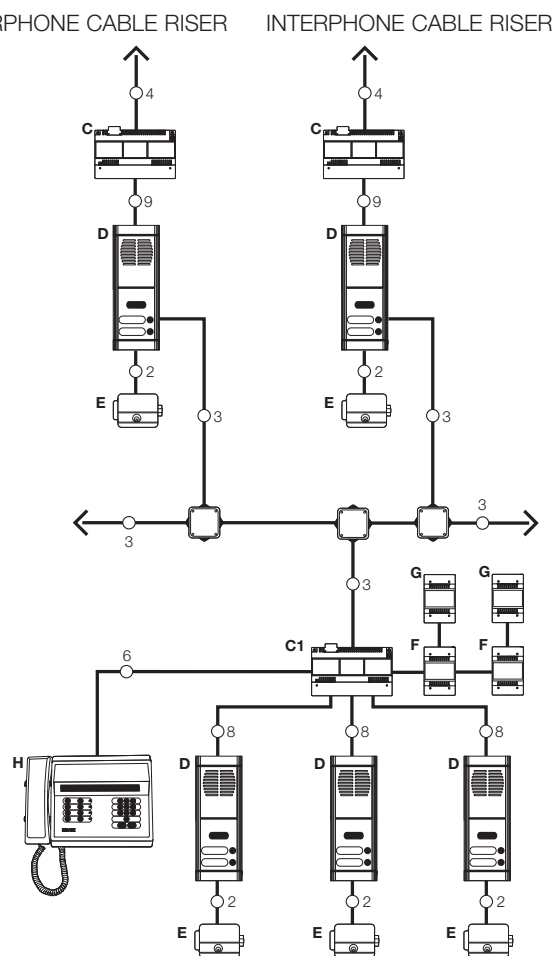 RPHONE CABLE RISER INTERPHONE CABLE RISER
4 4
C C
9 9
D D
2 2
E E
3 3
3
3
3
G G
C1
F F
6
8 8 8
H D D D
2 2 2
E E E